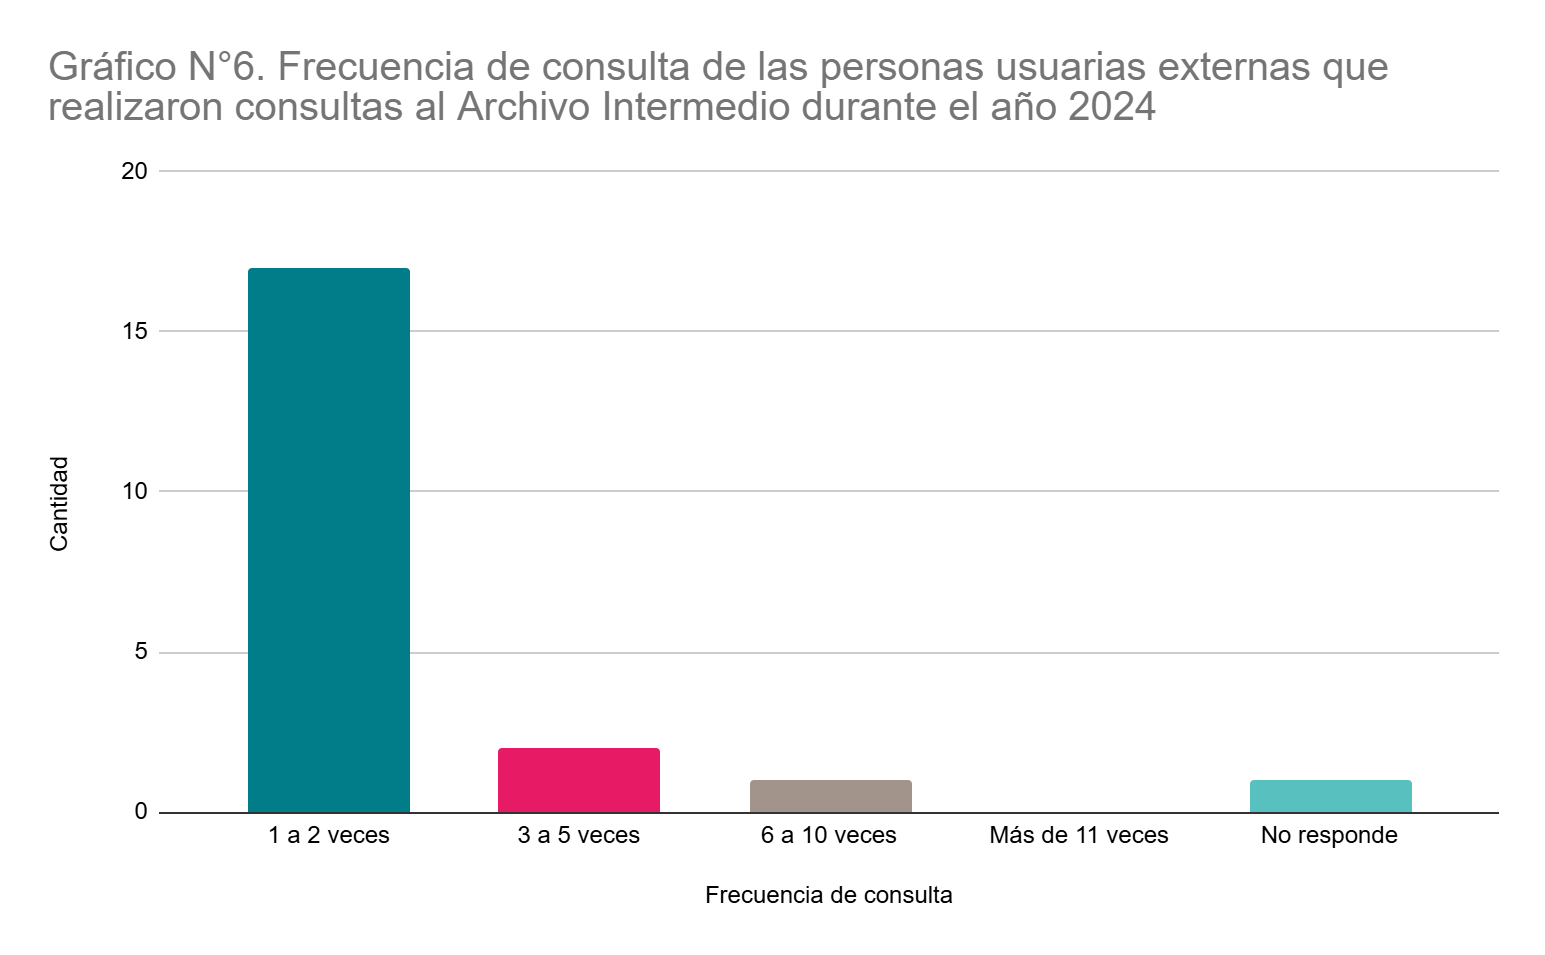 Gráfico N°6. Frecuencia de consulta de las personas usuarias externas que
realizaron consultas al Archivo Intermedio durante el año 2024
20
15
10
5
0
Cantidad
1 a 2 veces
3 a 5 veces
6 a 10 veces
Más de 11 veces
No responde
Frecuencia de consulta